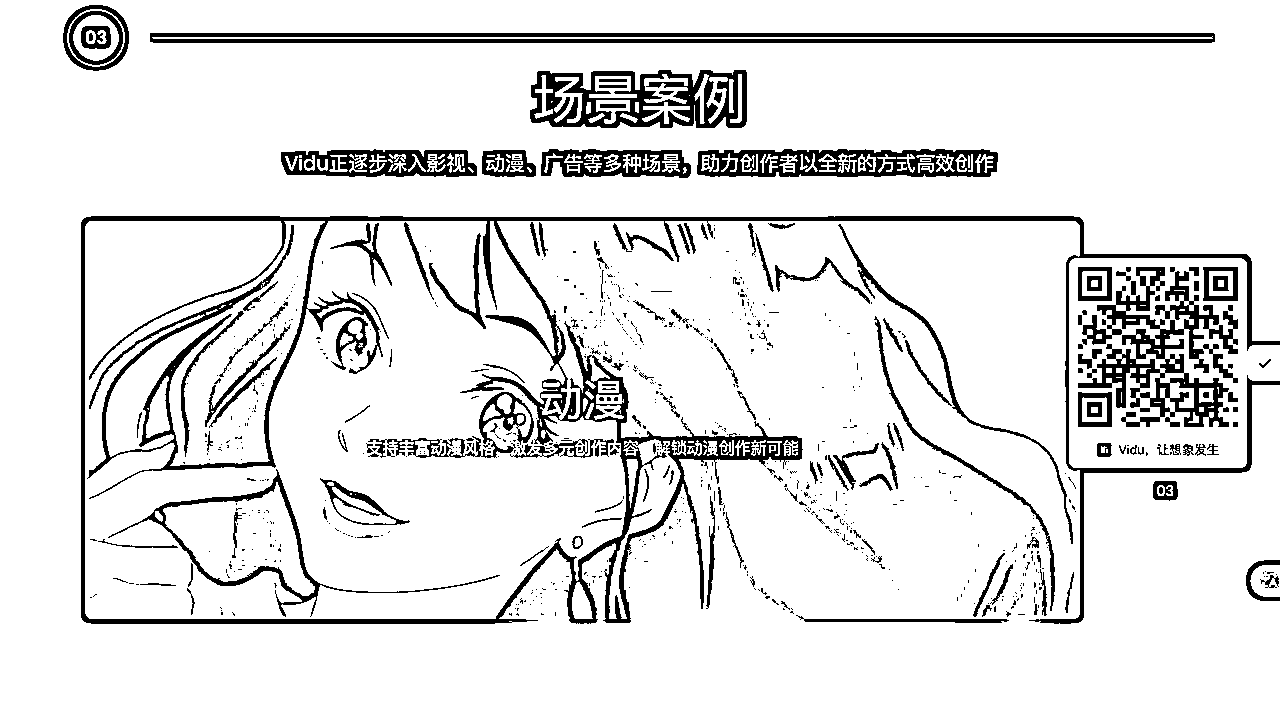 03
场景案例
Vidu正逐步深入影视、动漫、广告等多种场景，助力创作者以全新的方式高效创作
动漫
支持丰富动漫风格，激发多元创作内容，解锁动漫创作新可能
Vidu，让想象发生
03